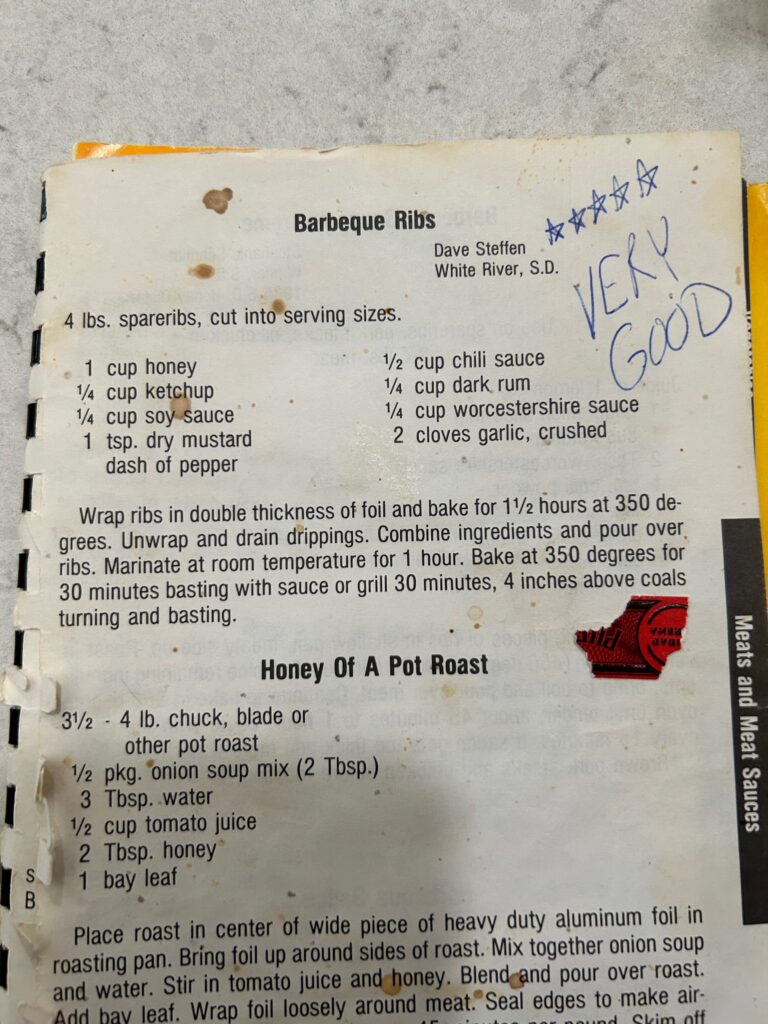 Barbeque Ribs
Dave Steffen
White River, S.D.
☆☆☆☆☆
VERY
GOOD
4 lbs. spareribs, cut into serving sizes.
1 cup honey
¼ cup ketchup
¼ cup soy sauce
1 tsp. dry mustard
dash of pepper
½ cup chili sauce
¼ cup dark rum
¼ cup worcestershire sauce
2 cloves garlic, crushed
Wrap ribs in double thickness of foil and bake for 1½ hours at 350 de-
grees. Unwrap and drain drippings. Combine ingredients and pour over
ribs. Marinate at room temperature for 1 hour. Bake at 350 degrees for
30 minutes basting with sauce or grill 30 minutes, 4 inches above coals
turning and basting.
Honey Of A Pot Roast
3½ - 4 lb. chuck, blade or
other pot roast
½ pkg. onion soup mix (2 Tbsp.)
3 Tbsp. water
½ cup tomato juice
2 Tbsp. honey
1 bay leaf
S
B
Place roast in center of wide piece of heavy duty aluminum foil in
roasting pan. Bring foil up around sides of roast. Mix together onion soup
and water. Stir in tomato juice and honey. Blend and pour over roast.
Add bay leaf. Wrap foil loosely around meat. Seal edges to make air-
45 minutes per pound. Skim off
Meats and Meat Sauces